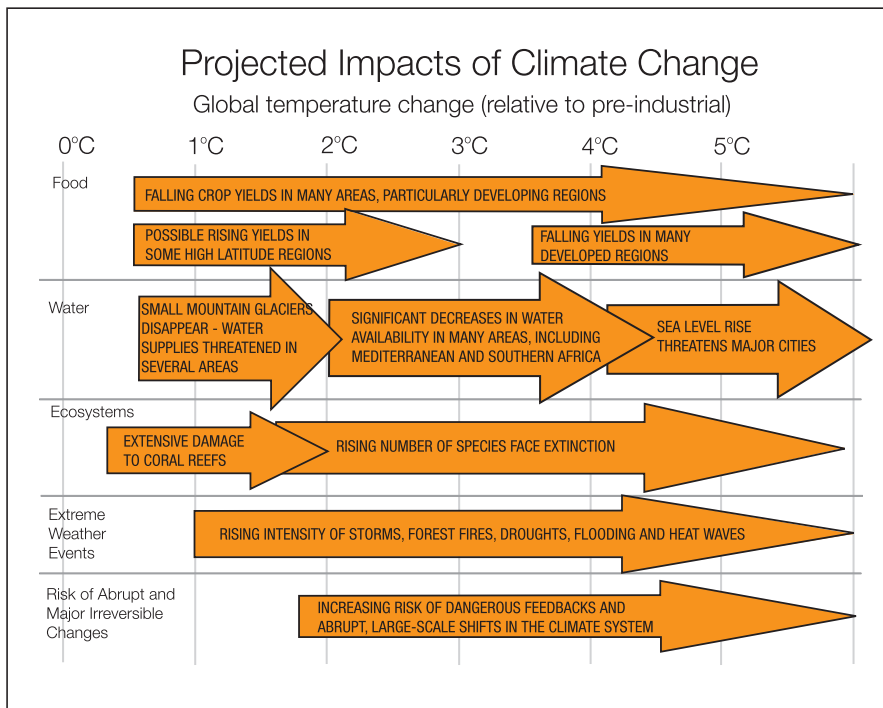 Projected Impacts of Climate Change
Global temperature change (relative to pre-industrial)
0°C 1°C 2°C 3°C 4°C 5°C
Food
FALLING CROP YIELDS IN MANY AREAS, PARTICULARLY DEVELOPING REGIONS
POSSIBLE RISING YIELDS IN
SOME HIGH LATITUDE REGIONS
FALLING YIELDS IN MANY
DEVELOPED REGIONS
Water
SMALL MOUNTAIN GLACIERS
DISAPPEAR - WATER
SUPPLIES THREATENED IN
SEVERAL AREAS
SIGNIFICANT DECREASES IN WATER
AVAILABILITY IN MANY AREAS, INCLUDING
MEDITERRANEAN AND SOUTHERN AFRICA
SEA LEVEL RISE
THREATENS MAJOR CITIES
Ecosystems
EXTENSIVE DAMAGE
TO CORAL REEFS
RISING NUMBER OF SPECIES FACE EXTINCTION
Extreme
Weather
Events
RISING INTENSITY OF STORMS, FOREST FIRES, DROUGHTS, FLOODING AND HEAT WAVES
Risk of Abrupt and
Major Irreversible
Changes
INCREASING RISK OF DANGEROUS FEEDBACKS AND
ABRUPT, LARGE-SCALE SHIFTS IN THE CLIMATE SYSTEM